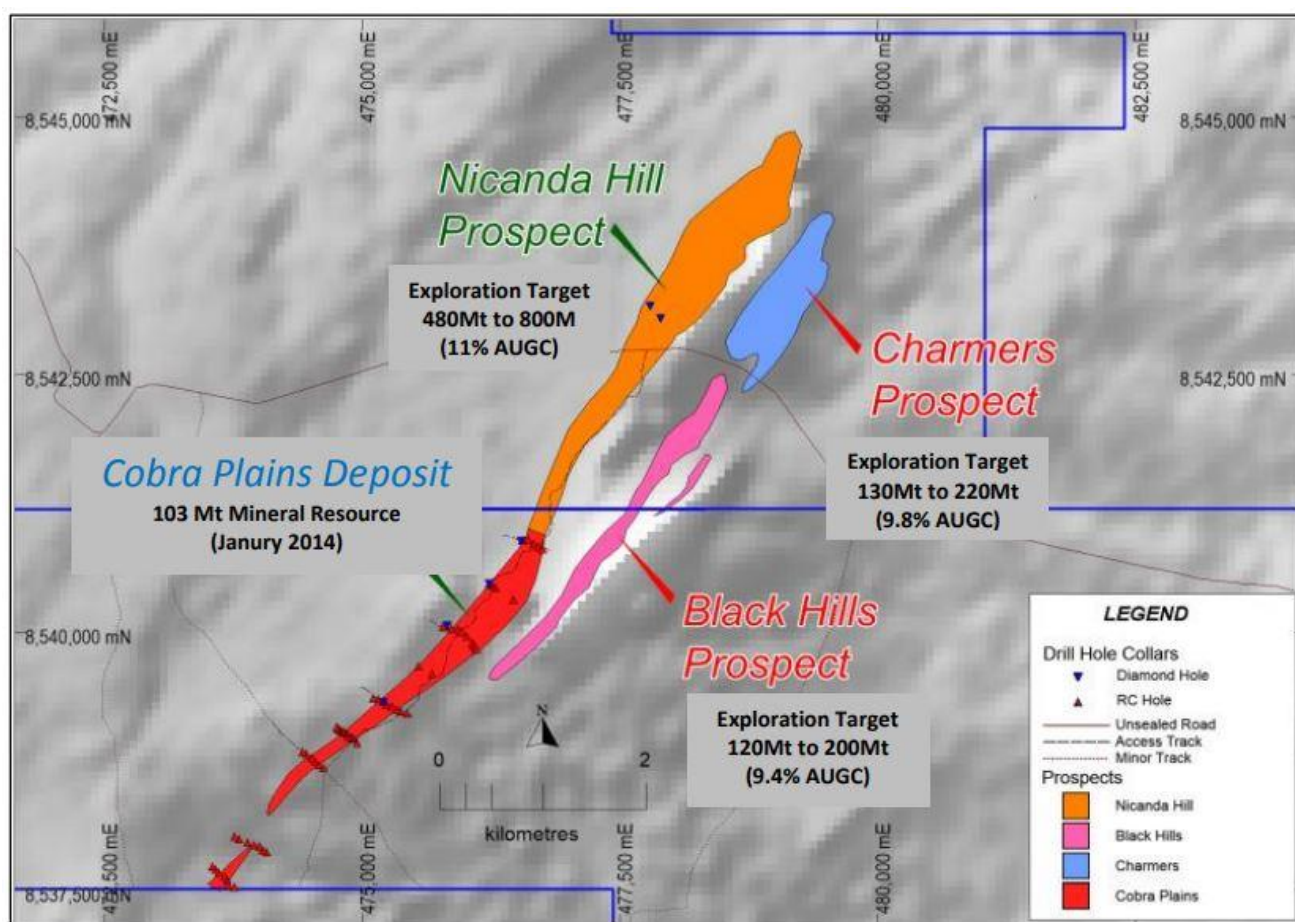 472,500 mE
475,000 mE
477,500 mE
480,000 mE
482,500 mE
8,545,000 mN
8,545,000 mN
Nicanda Hill
Prospect
Exploration Target
480Mt to 800M
(11% AUGC)
Charmers
Prospect
8,542,500 mN
8,542,500 mN
Exploration Target
130Mt to 220Mt
(9.8% AUGC)
Cobra Plains Deposit
103 Mt Mineral Resource
(Janury 2014)
Black Hills
Prospect
8,540,000 mN
Exploration Target
120Mt to 200Mt
(9.4% AUGC)
N
0 2
kilometres
LEGEND
Drill Hole Collars
Diamond Hole
RC Hole
Unsealed Road
Access Track
Minor Track
Prospects
Nicanda Hill
Black Hills
Charmers
Cobra Plains
8,537,500 mN
472,500 mE
475,000 mE
477,500 mE
480,000 mE